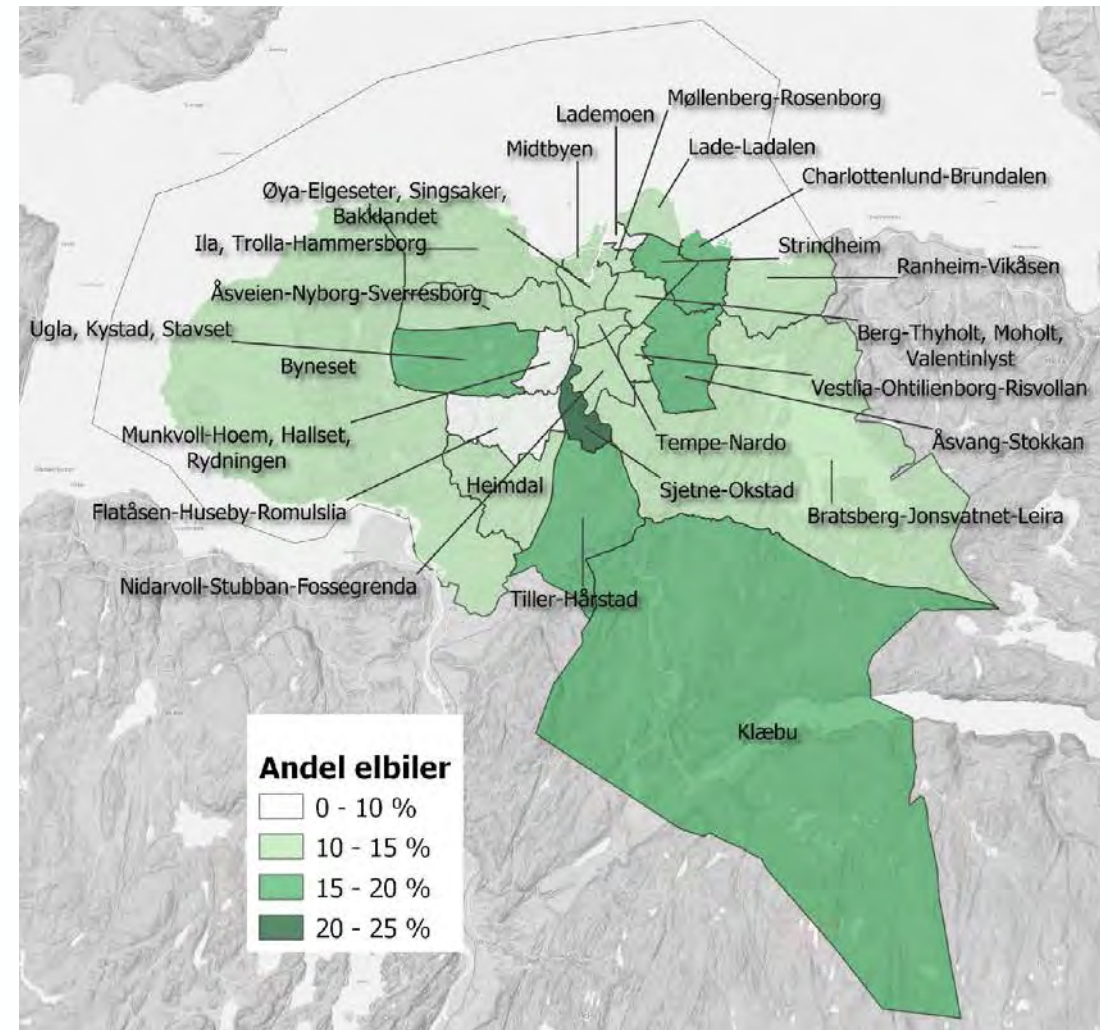 Møllenberg-Rosenborg
Lademoen
Midtbyen
Lade-Ladalen
Charlottenlund-Brundalen
Øya-Elgeseter, Singsaker,
Bakklandet
Ila, Trolla-Hammersborg
Strindheim
Ranheim-Vikåsen
Åsveien-Nyborg-Sverresborg
Ugla, Kystad, Stavset
Byneset
Berg-Thyholt, Moholt,
Valentinlyst
Vestlia-Ohtilienborg-Risvollan
Munkvoll-Hoem, Hallset,
Rydningen
Tempe-Nardo
Åsvang-Stokkan
Heimdal
Sjetne-Okstad
Flatåsen-Huseby-Romulslia
Bratsberg-Jonsvatnet-Leira
Nidarvoll-Stubban-Fossegrenda
Tiller-Hårstad
Klæbu
Andel elbiler
0 - 10 %
10 - 15 %
15 - 20 %
20 - 25 %